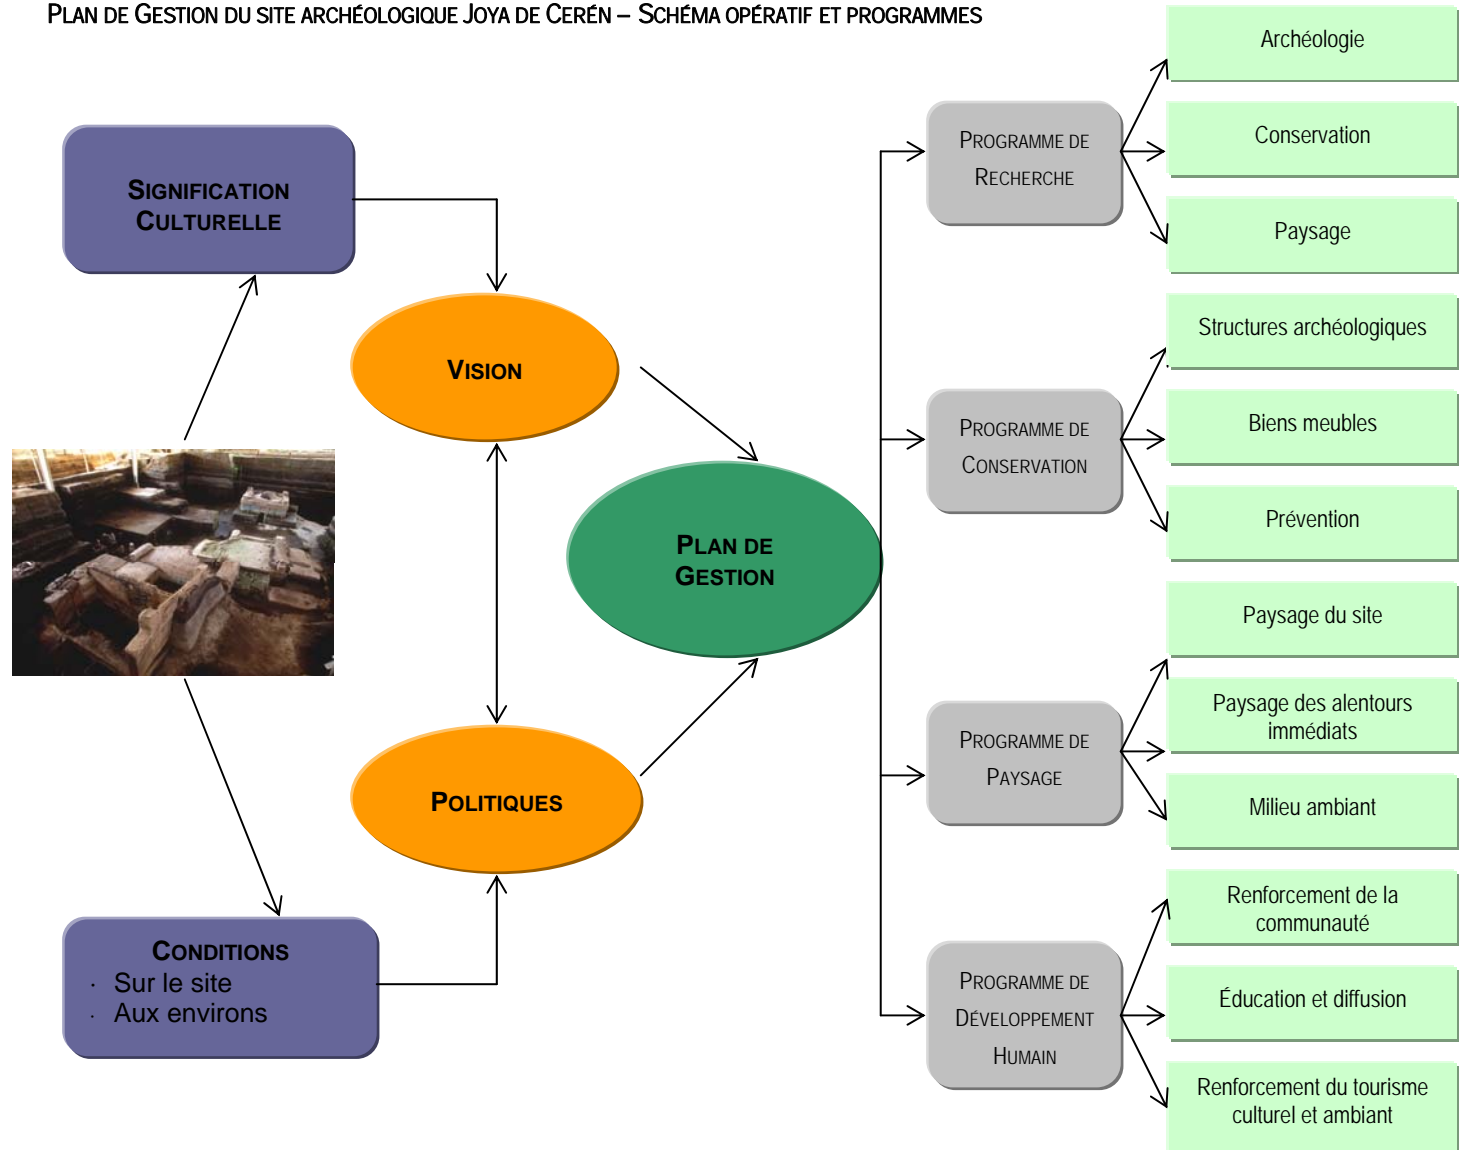 PLAN DE GESTION DU SITE ARCHÉOLOGIQUE JOYA DE CERÉN – SCHÉMA OPÉRATIF ET PROGRAMMES
SIGNIFICATION
CULTURELLE
VISION
PLAN DE
GESTION
POLITIQUES
CONDITIONS
· Sur le site
· Aux environs
PROGRAMME DE
RECHERCHE
Archéologie
Conservation
Paysage
PROGRAMME DE
CONSERVATION
Structures archéologiques
Biens meubles
Prévention
PROGRAMME DE
PAYSAGE
Paysage du site
Paysage des alentours
immédiats
Milieu ambiant
PROGRAMME DE
DÉVELOPPEMENT
HUMAIN
Renforcement de la
communauté
Éducation et diffusion
Renforcement du tourisme
culturel et ambiant